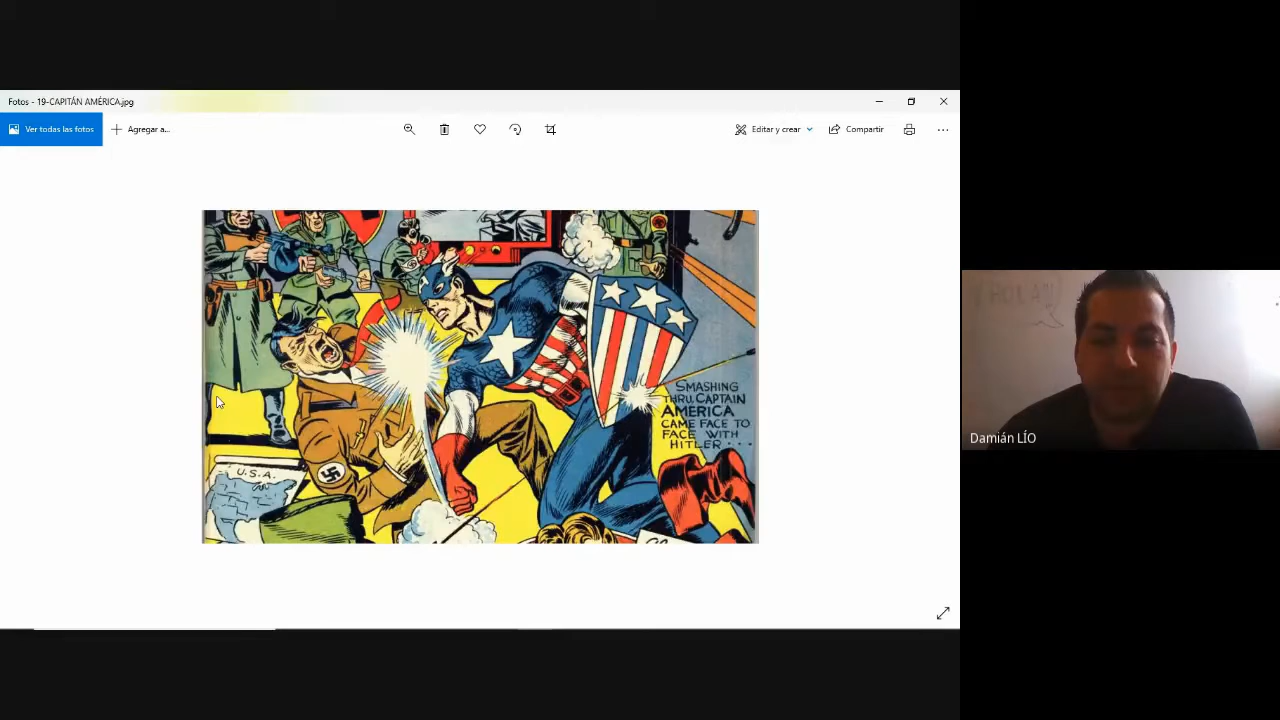 Fotos - 19-CAPITÁN AMÉRICA.jpg
Ver todas las fotos
Agregar a...
Editar y crear
Compartir
U.S.A.
SMASHING
THRU, CAPTAIN
AMERICA
CAME FACE TO
FACE WITH
HITLER . . .
Damián LÍO